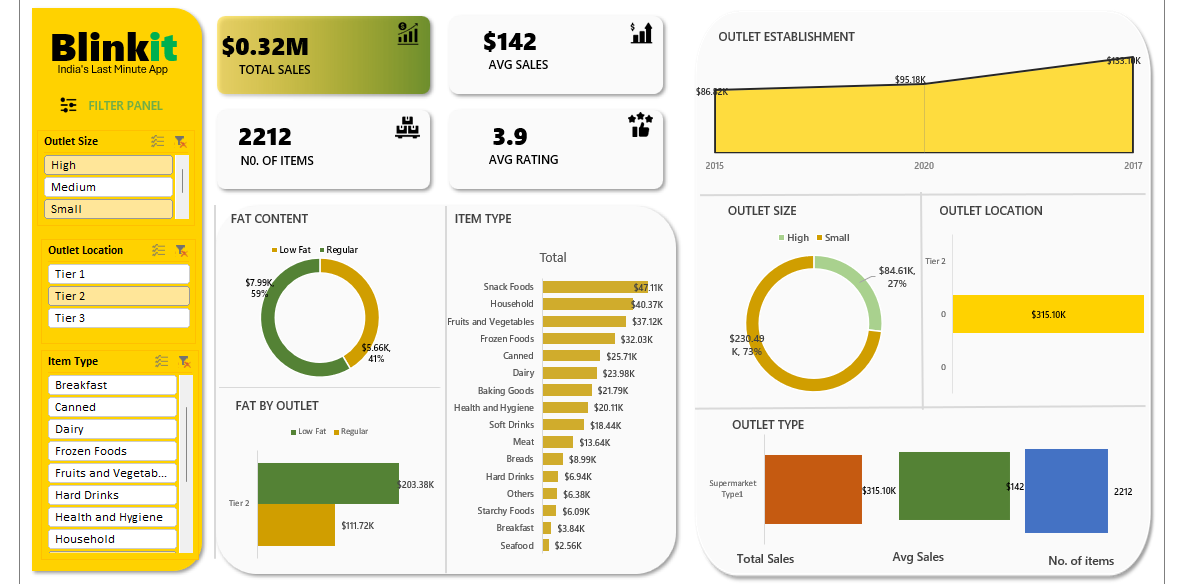 Blinkit
India's Last Minute App
FILTER PANEL
Outlet Size
High
Medium
Small
Outlet Location
Tier 1
Tier 2
Tier 3
Item Type
Breakfast
Canned
Dairy
Frozen Foods
Fruits and Vegetab...
Hard Drinks
Health and Hygiene
Household
$0.32M
TOTAL SALES
$142
AVG SALES
2212
N0. OF ITEMS
3.9
AVG RATING
FAT CONTENT
Low Fat Regular
$7.99K,
59%
$5.66K,
41%
FAT BY OUTLET
Low Fat Regular
Tier 2
$203.38K
$111.72K
ITEM TYPE
Total
Snack Foods $47.11K
Household $40.37K
Fruits and Vegetables $37.12K
Frozen Foods $32.03K
Canned $25.71K
Dairy $23.98K
Baking Goods $21.79K
Health and Hygiene $20.11K
Soft Drinks $18.44K
Meat $13.64K
Breads $8.99K
Hard Drinks $6.94K
Others $6.38K
Starchy Foods $6.09K
Breakfast $3.84K
Seafood $2.56K
OUTLET ESTABLISHMENT
$86.82K
$95.18K
$133.10K
2015 2020 2017
OUTLET SIZE
High Small
$84.61K,
27%
$230.49
K, 73%
OUTLET LOCATION
Tier 2
0 $315.10K
0
OUTLET TYPE
Supermarket
Type1
$315.10K
$142
2212
Total Sales
Avg Sales
No. of items